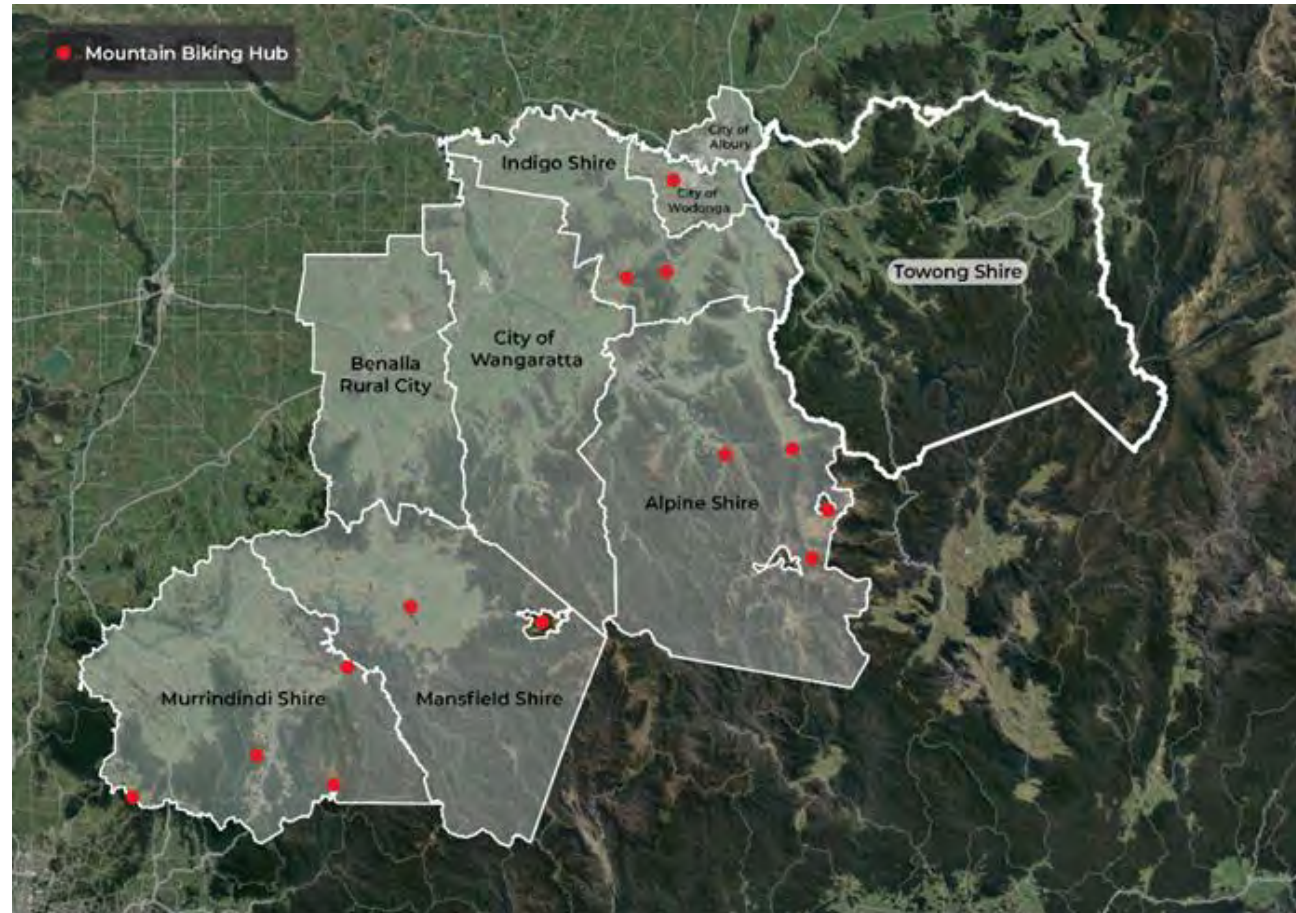 Mountain Biking Hub
City of
Albury
Indigo Shire
City of
Wodonga
Towong Shire
City of
Wangaratta
Benalla
Rural City
Alpine Shire
Murrindindi Shire
Mansfield Shire